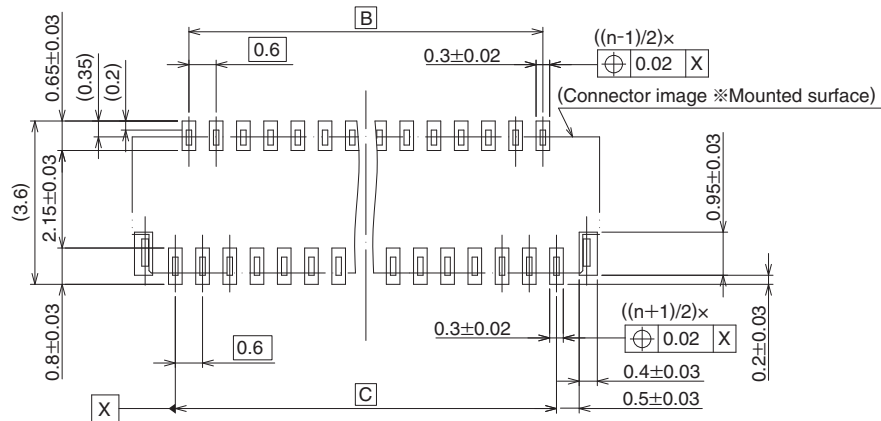 B
((n-1)/2)×
0.6
0.3±0.02
⌖ 0.02 X
0.65±0.03
(0.35)
(0.2)
(Connector image ※Mounted surface)
(3.6)
2.15±0.03
0.95±0.03
0.8±0.03
0.6
0.3±0.02
((n+1)/2)×
⌖ 0.02 X
0.2±0.03
0.4±0.03
X
C
0.5±0.03